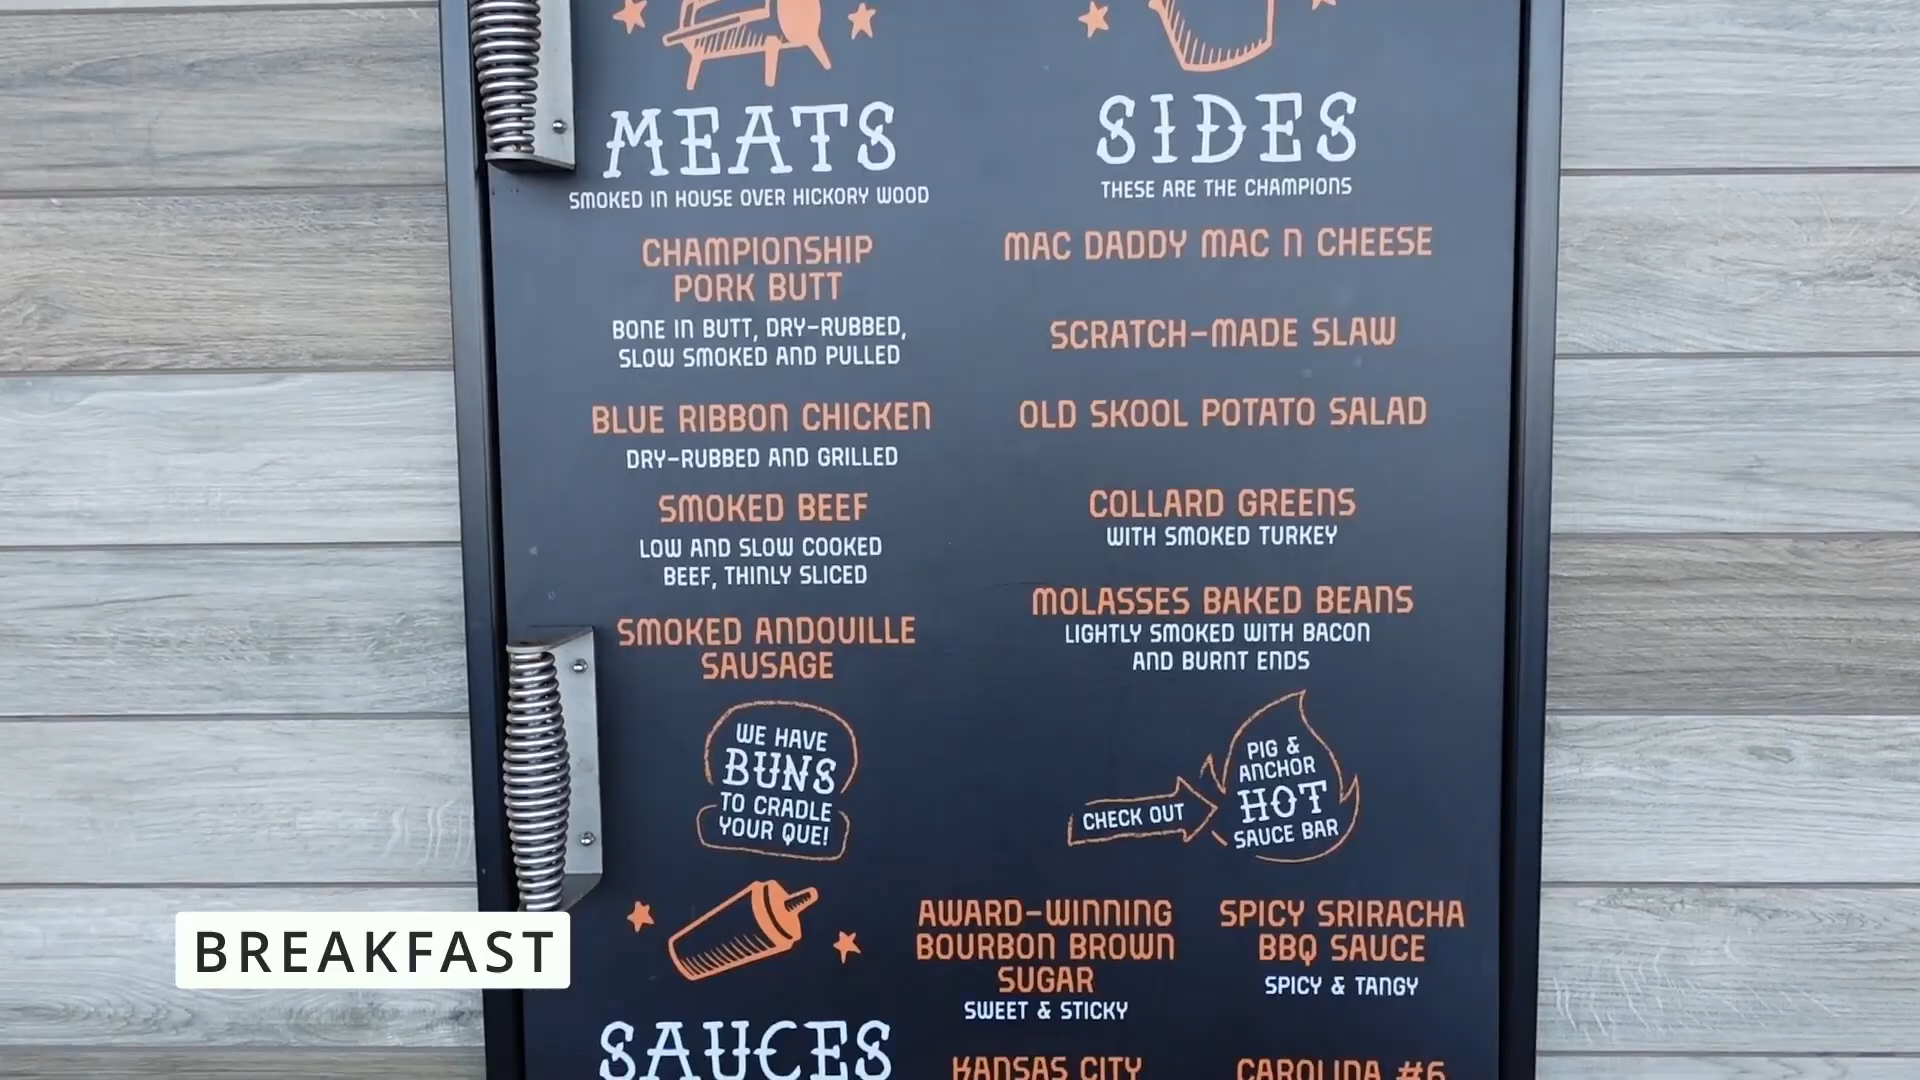 MEATS
SMOKED IN HOUSE OVER HICKORY WOOD
CHAMPIONSHIP
PORK BUTT
BONE IN BUTT, DRY-RUBBED,
SLOW SMOKED AND PULLED
BLUE RIBBON CHICKEN
DRY-RUBBED AND GRILLED
SMOKED BEEF
LOW AND SLOW COOKED
BEEF, THINLY SLICED
SMOKED ANDOUILLE
SAUSAGE
WE HAVE
BUNS
TO CRADLE
YOUR QUE!
SIDES
THESE ARE THE CHAMPIONS
MAC DADDY MAC N CHEESE
SCRATCH-MADE SLAW
OLD SKOOL POTATO SALAD
COLLARD GREENS
WITH SMOKED TURKEY
MOLASSES BAKED BEANS
LIGHTLY SMOKED WITH BACON
AND BURNT ENDS
CHECK OUT
PIG &
ANCHOR
HOT
SAUCE BAR
SAUCES
AWARD-WINNING
BOURBON BROWN
SUGAR
SWEET & STICKY
KANSAS CITY
SPICY SRIRACHA
BBQ SAUCE
SPICY & TANGY
CAROLINA #6
BREAKFAST